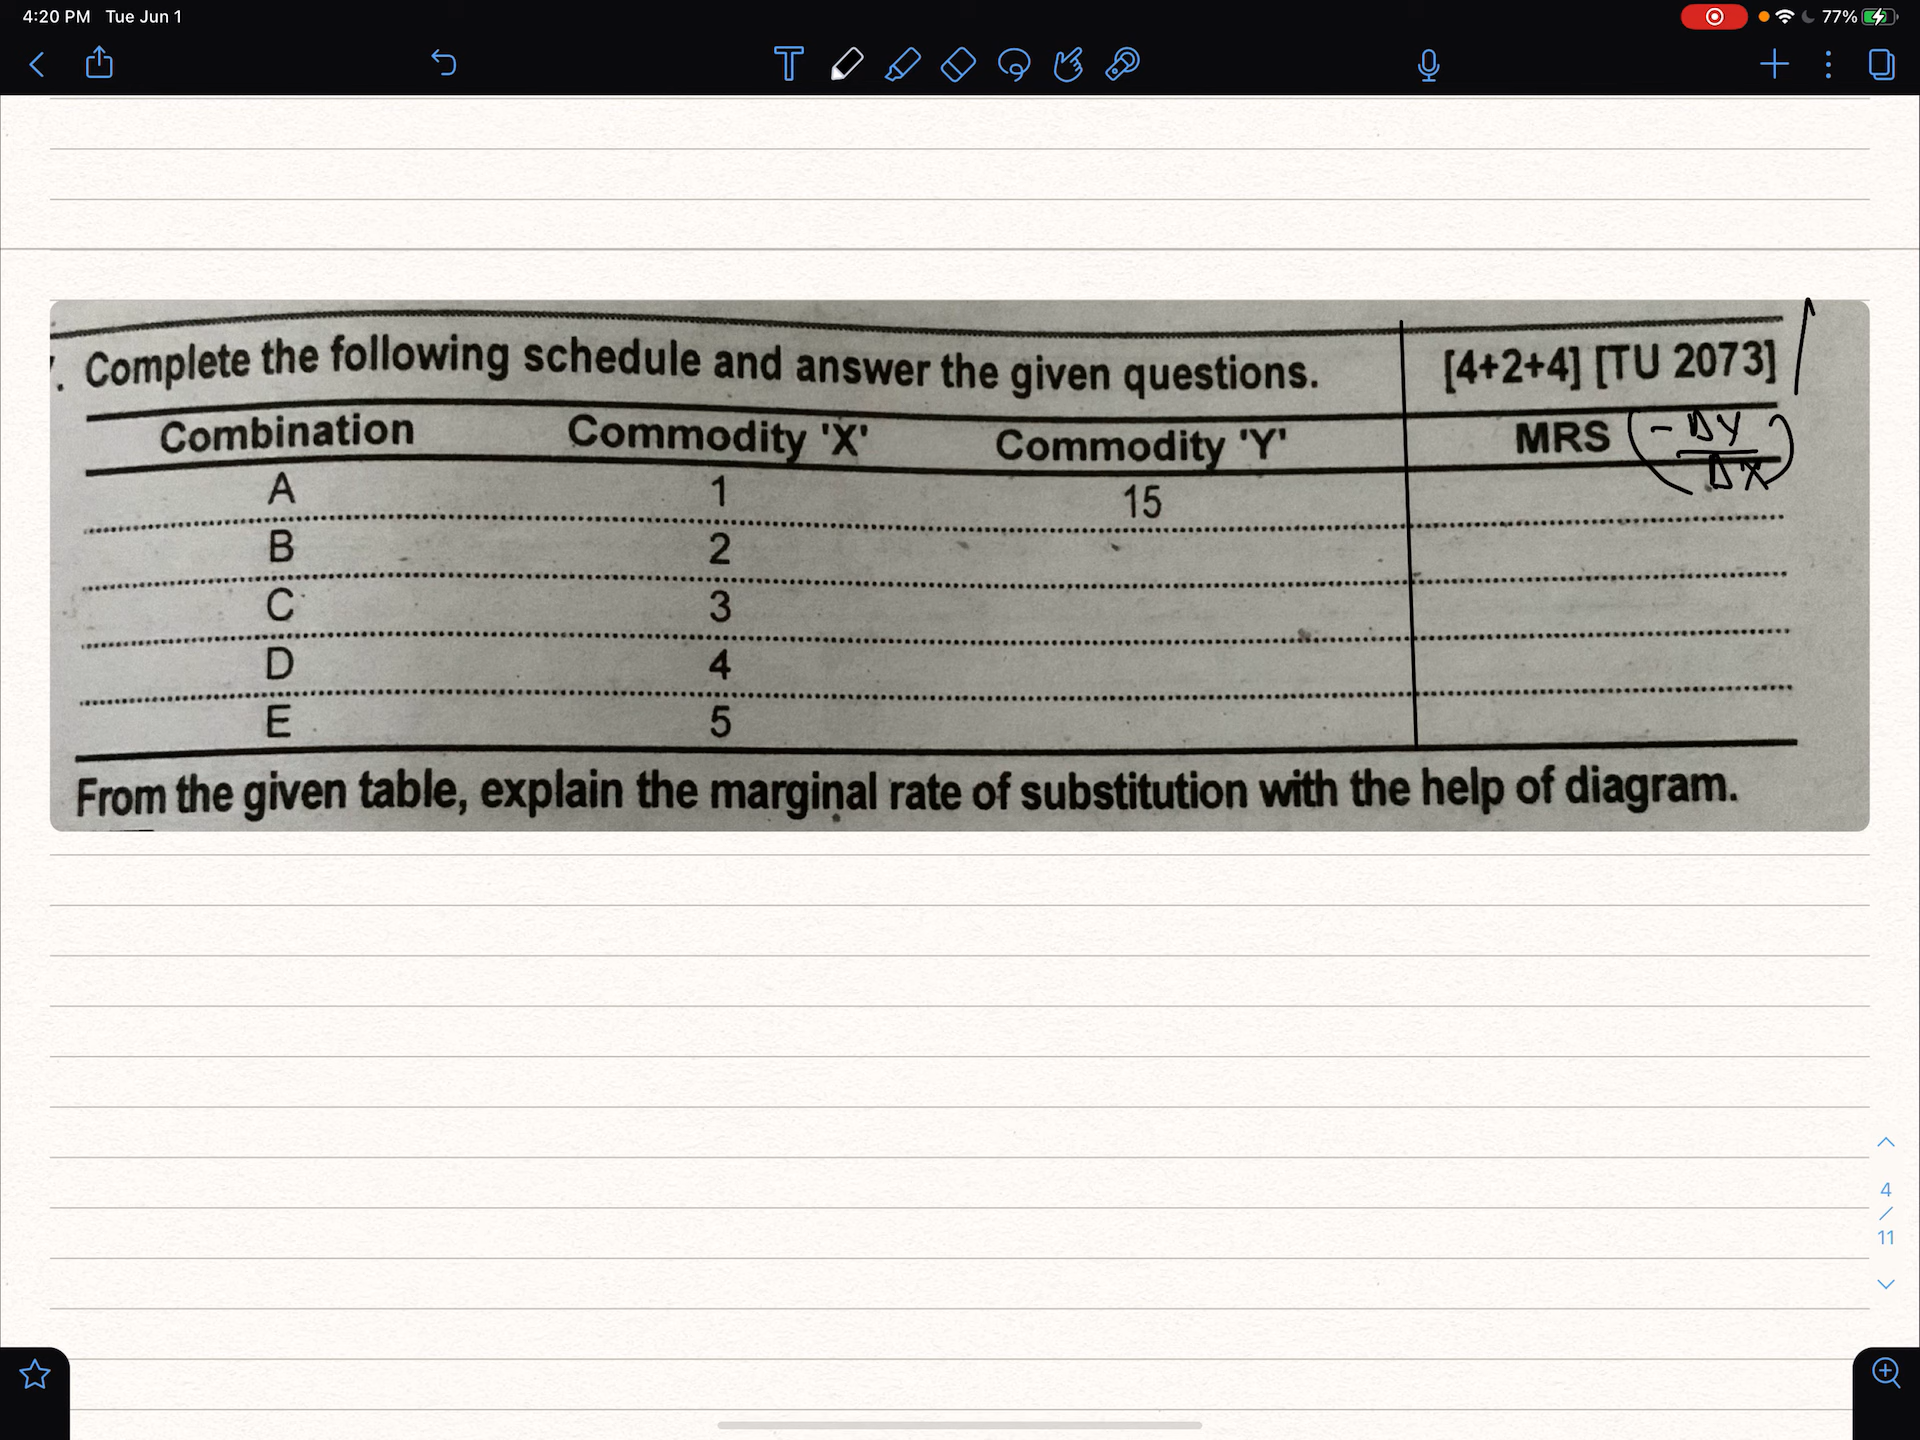 4:20 PM Tue Jun 1
77%
. Complete the following schedule and answer the given questions. [4+2+4] [TU 2073]
Combination Commodity 'X' Commodity 'Y' MRS (-ΔY/ΔX)
A 1 15
B 2
C 3
D 4
E 5
From the given table, explain the marginal rate of substitution with the help of diagram.
4
/
11